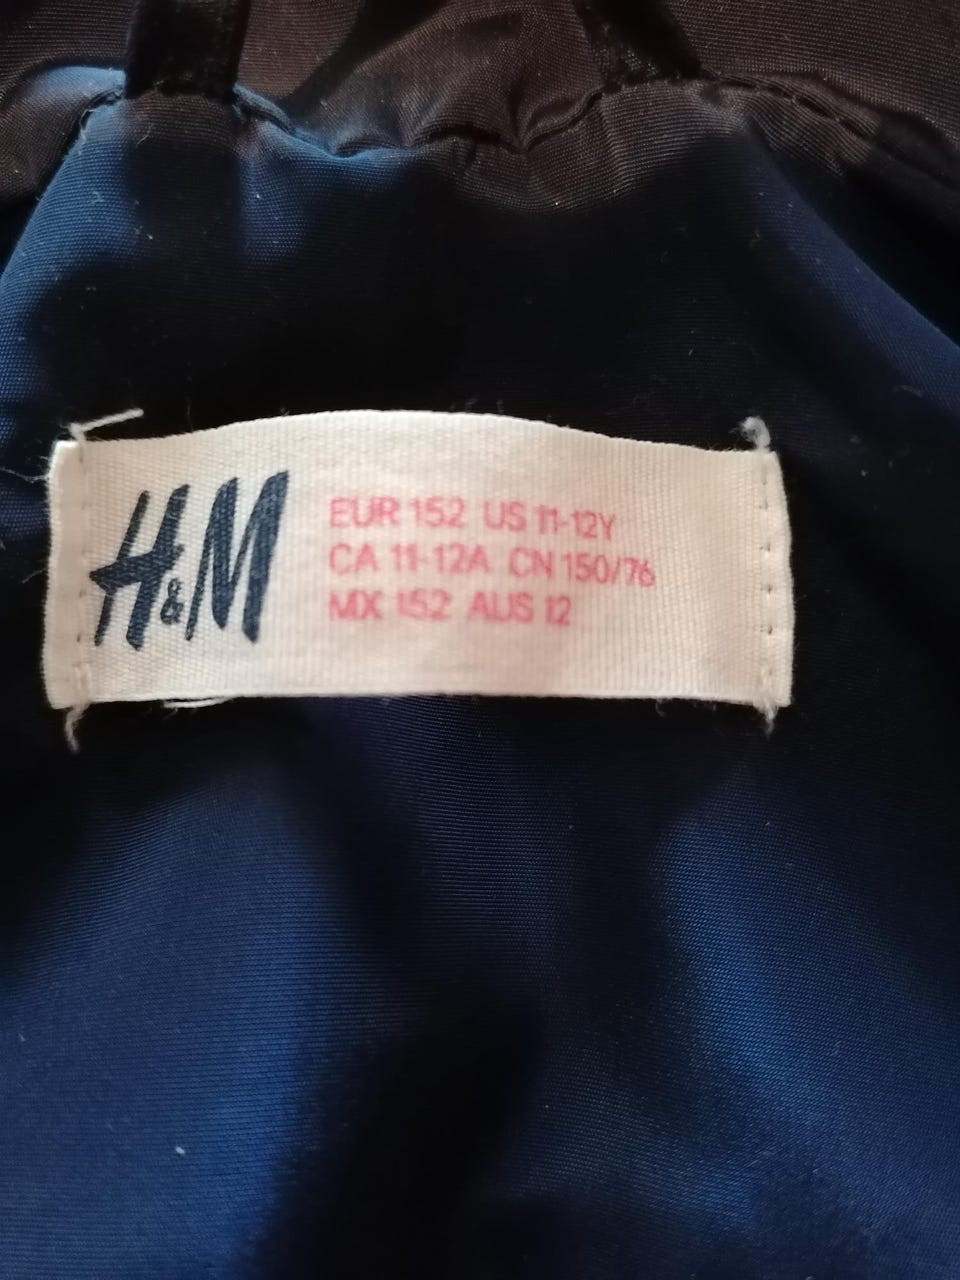 H&M
EUR 152 US 11-12Y
CA 11-12A CN 150/76
MX 152 AUS 12